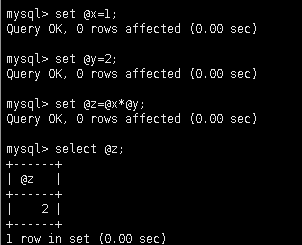 mysql> set @x=1;
Query OK, 0 rows affected (0.00 sec)
mysql> set @y=2;
Query OK, 0 rows affected (0.00 sec)
mysql> set @z=@x*@y;
Query OK, 0 rows affected (0.00 sec)
mysql> select @z;
+------+
| @z   |
+------+
|    2 |
+------+
1 row in set (0.00 sec)